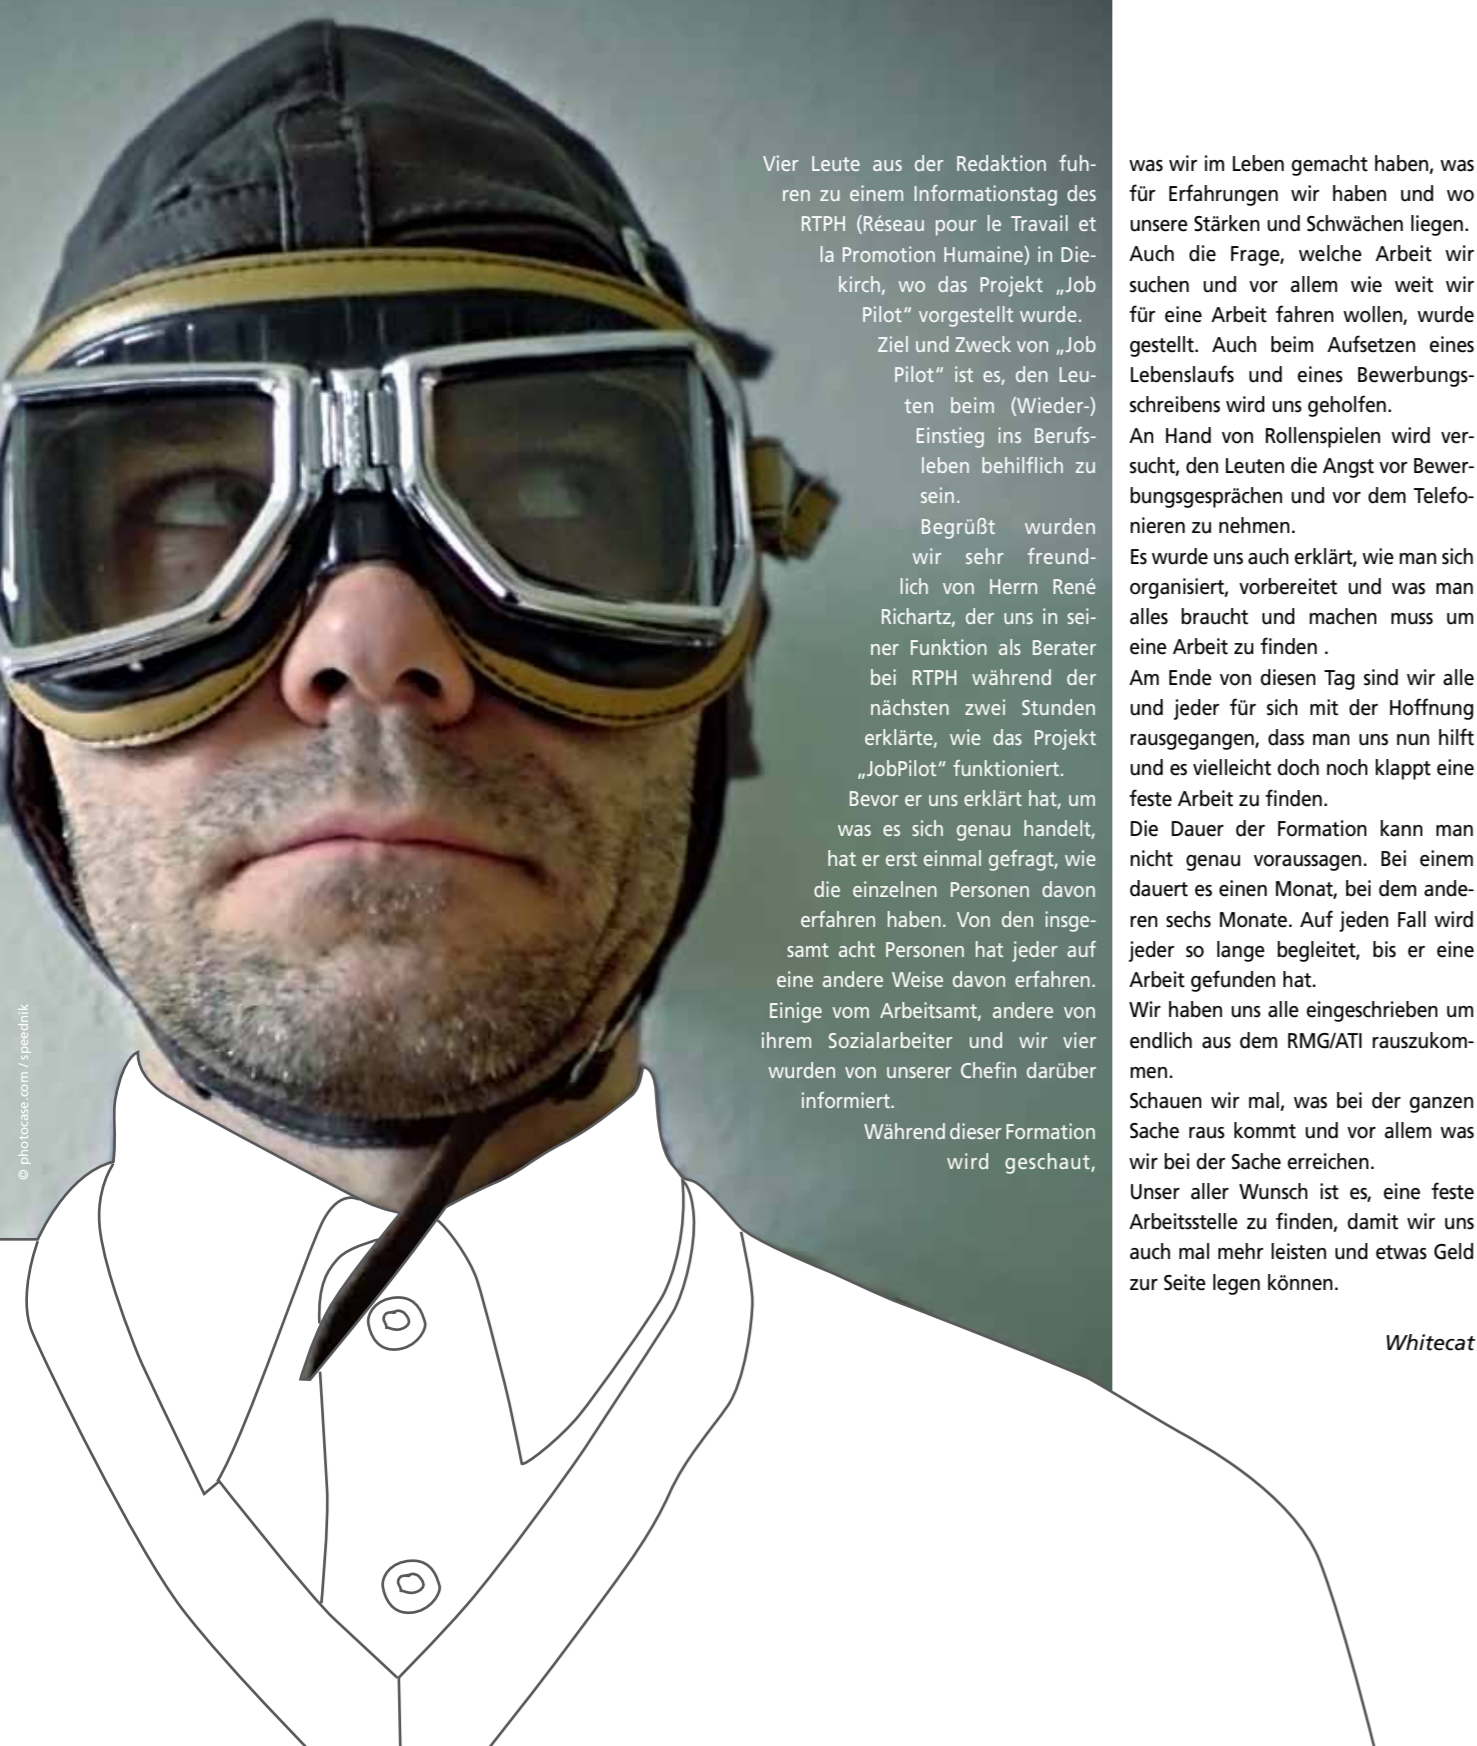 Vier Leute aus der Redaktion fuh-
ren zu einem Informationstag des
RTPH (Réseau pour le Travail et
la Promotion Humaine) in Die-
kirch, wo das Projekt „Job
Pilot“ vorgestellt wurde.
Ziel und Zweck von „Job
Pilot“ ist es, den Leu-
ten beim (Wieder-)
Einstieg ins Berufs-
leben behilflich zu
sein.
Begrüßt wurden
wir sehr freund-
lich von Herrn René
Richartz, der uns in sei-
ner Funktion als Berater
bei RTPH während der
nächsten zwei Stunden
erklärte, wie das Projekt
„JobPilot“ funktioniert.
Bevor er uns erklärt hat, um
was es sich genau handelt,
hat er erst einmal gefragt, wie
die einzelnen Personen davon
erfahren haben. Von den insge-
samt acht Personen hat jeder auf
eine andere Weise davon erfahren.
Einige vom Arbeitsamt, andere von
ihrem Sozialarbeiter und wir vier
wurden von unserer Chefin darüber
informiert.
Während dieser Formation
wird geschaut,
was wir im Leben gemacht haben, was
für Erfahrungen wir haben und wo
unsere Stärken und Schwächen liegen.
Auch die Frage, welche Arbeit wir
suchen und vor allem wie weit wir
für eine Arbeit fahren wollen, wurde
gestellt. Auch beim Aufsetzen eines
Lebenslaufs und eines Bewerbungs-
schreibens wird uns geholfen.
An Hand von Rollenspielen wird ver-
sucht, den Leuten die Angst vor Bewer-
bungsgesprächen und vor dem Telefo-
nieren zu nehmen.
Es wurde uns auch erklärt, wie man sich
organisiert, vorbereitet und was man
alles braucht und machen muss um
eine Arbeit zu finden .
Am Ende von diesen Tag sind wir alle
und jeder für sich mit der Hoffnung
rausgegangen, dass man uns nun hilft
und es vielleicht doch noch klappt eine
feste Arbeit zu finden.
Die Dauer der Formation kann man
nicht genau voraussagen. Bei einem
dauert es einen Monat, bei dem ande-
ren sechs Monate. Auf jeden Fall wird
jeder so lange begleitet, bis er eine
Arbeit gefunden hat.
Wir haben uns alle eingeschrieben um
endlich aus dem RMG/ATI rauszukom-
men.
Schauen wir mal, was bei der ganzen
Sache raus kommt und vor allem was
wir bei der Sache erreichen.
Unser aller Wunsch ist es, eine feste
Arbeitsstelle zu finden, damit wir uns
auch mal mehr leisten und etwas Geld
zur Seite legen können.
Whitecat
© photocase.com / speednik